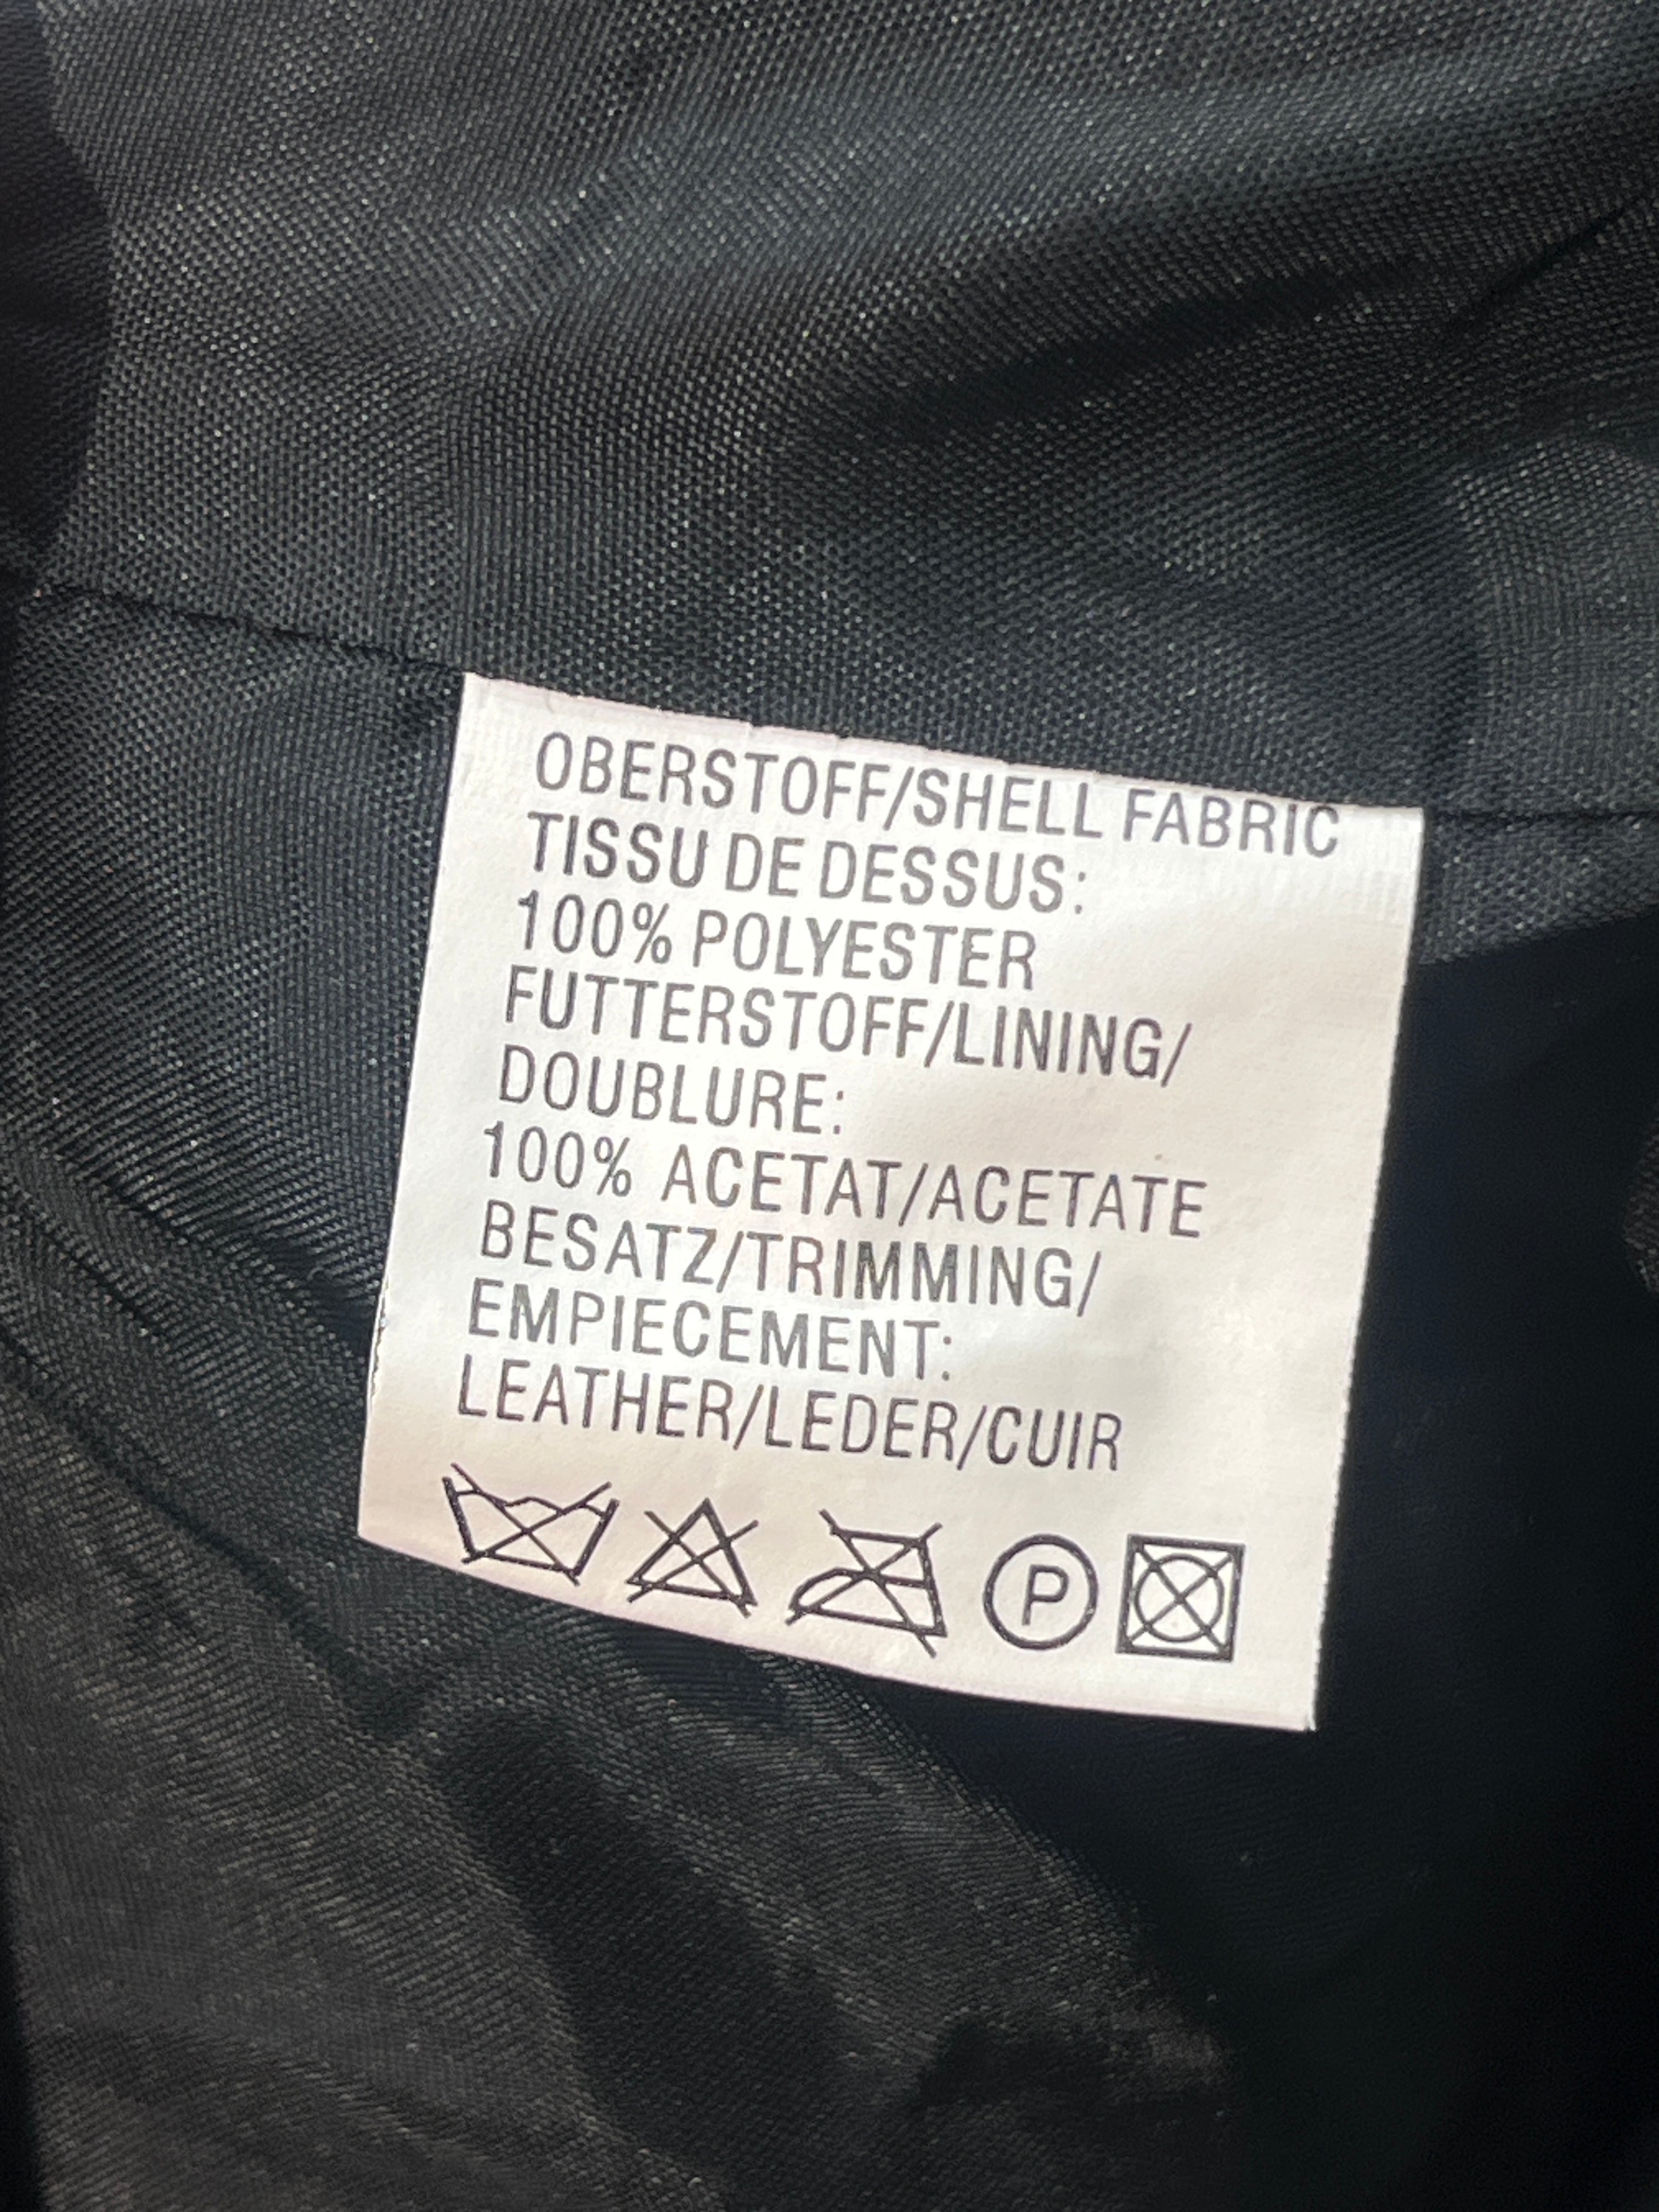 OBERSTOFF/SHELL FABRIC
TISSU DE DESSUS:
100% POLYESTER
FUTTERSTOFF/LINING/
DOUBLURE:
100% ACETAT/ACETATE
BESATZ/TRIMMING/
EMPIECEMENT:
LEATHER/LEDER/CUIR
P